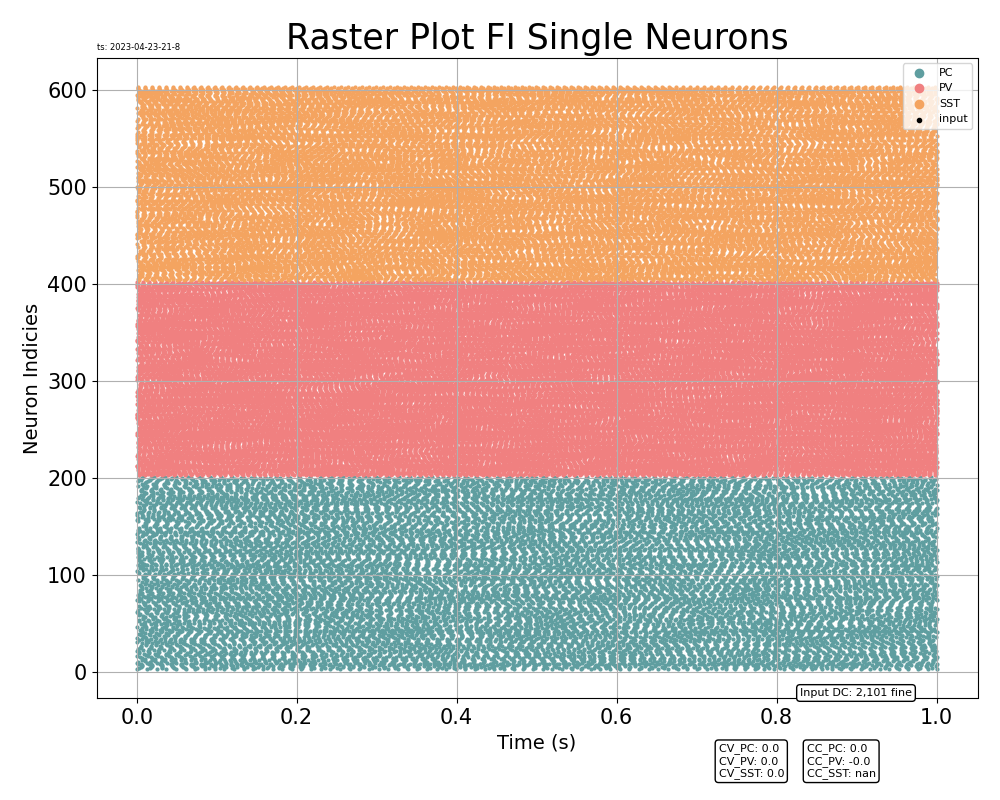 Raster Plot FI Single Neurons
ts: 2023-04-23-21-8
PC
PV
SST
input
600
500
400
300
200
100
0
Neuron Indicies
0.0 0.2 0.4 0.6 0.8 1.0
Time (s)
Input DC: 2,101 fine
CV_PC: 0.0
CV_PV: 0.0
CV_SST: 0.0
CC_PC: 0.0
CC_PV: -0.0
CC_SST: nan